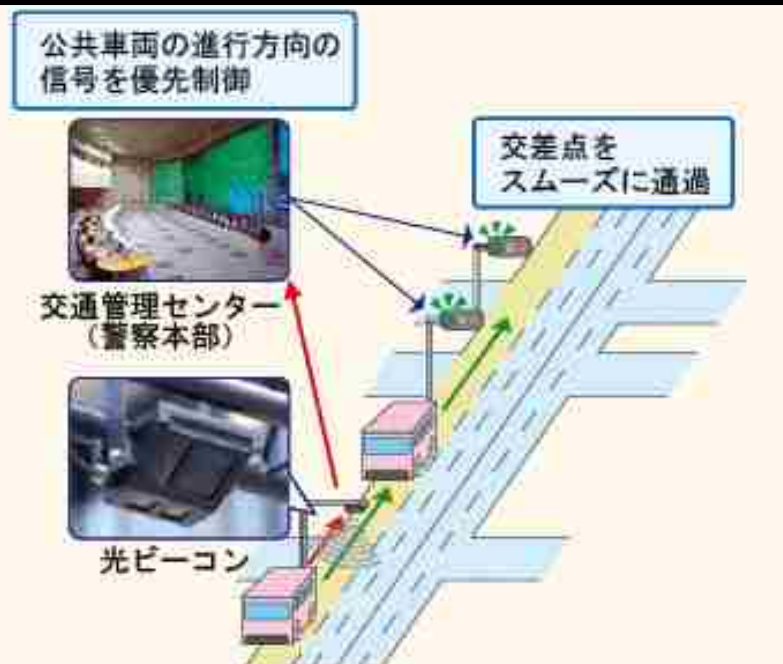 公共車両の進行方向の
信号を優先制御
交差点を
スムーズに通過
交通管理センター
（警察本部）
光ビーコン